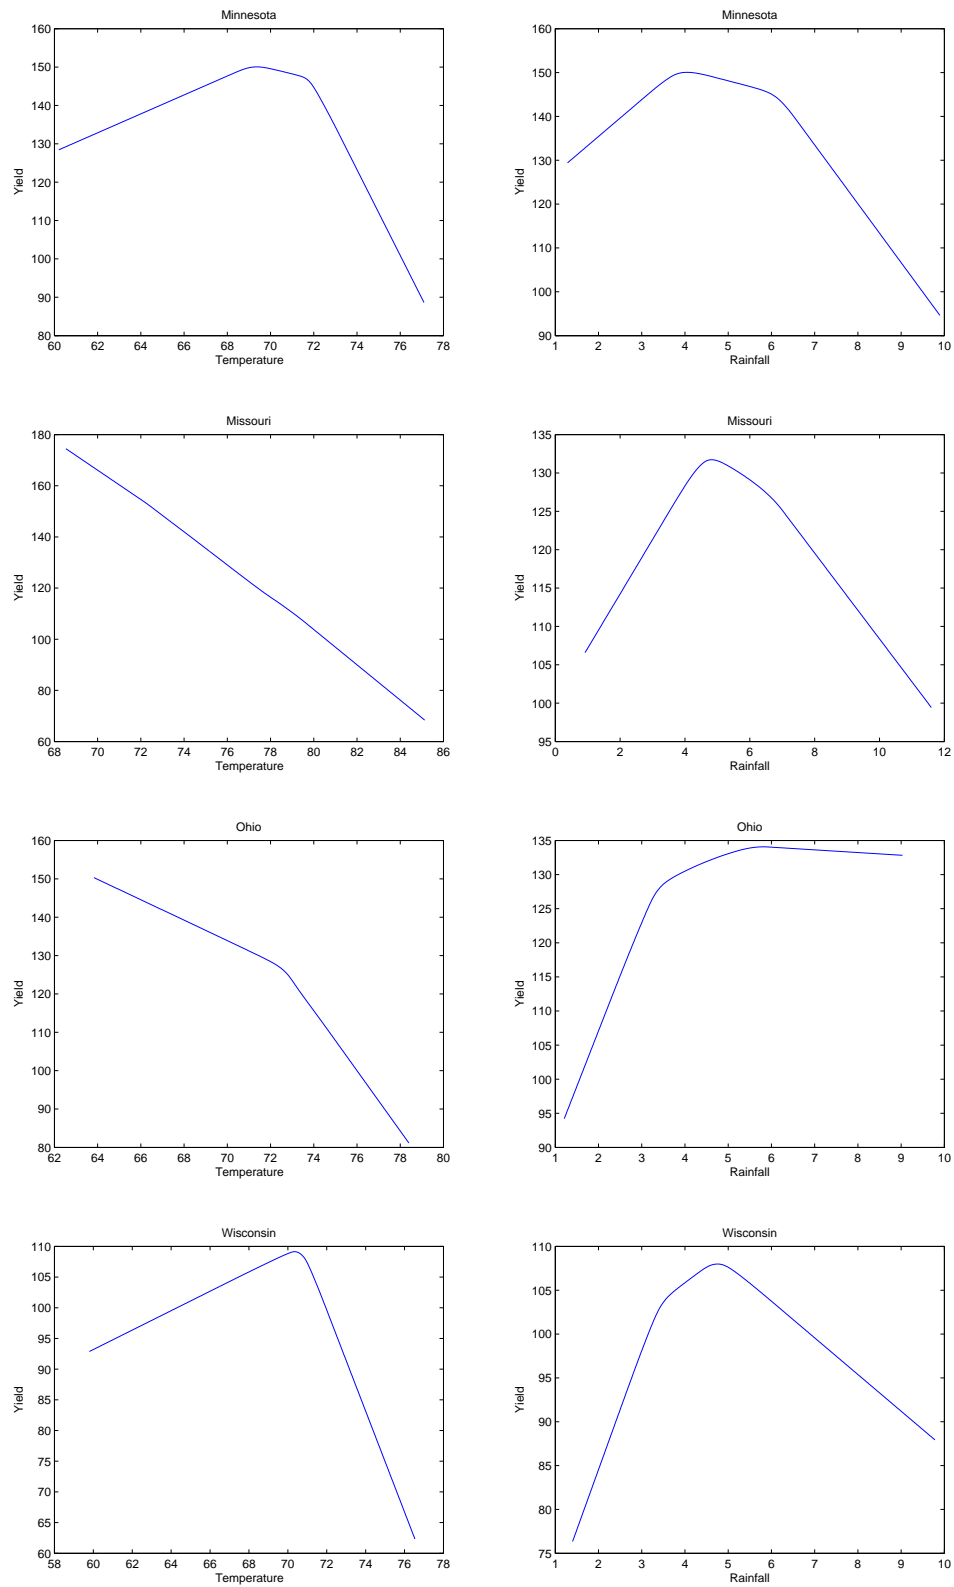 Minnesota
160
150
140
130
120
110
100
90
80
60 62 64 66 68 70 72 74 76 78
Temperature
Yield
Minnesota
160
150
140
130
120
110
100
90
1 2 3 4 5 6 7 8 9 10
Rainfall
Yield
Missouri
180
160
140
120
100
80
60
68 70 72 74 76 78 80 82 84 86
Temperature
Yield
Missouri
135
130
125
120
115
110
105
100
95
0 2 4 6 8 10 12
Rainfall
Yield
Ohio
160
150
140
130
120
110
100
90
80
62 64 66 68 70 72 74 76 78 80
Temperature
Yield
Ohio
135
130
125
120
115
110
105
100
95
90
1 2 3 4 5 6 7 8 9 10
Rainfall
Yield
Wisconsin
110
105
100
95
90
85
80
75
70
65
60
58 60 62 64 66 68 70 72 74 76 78
Temperature
Yield
Wisconsin
110
105
100
95
90
85
80
75
1 2 3 4 5 6 7 8 9 10
Rainfall
Yield